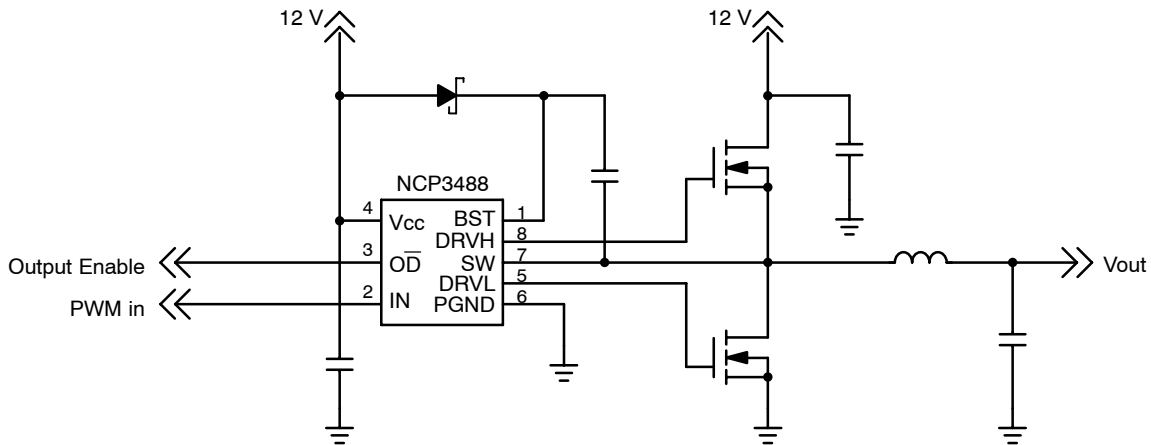 12 V
12 V
NCP3488
4
Vcc
BST
1
DRVH
8
Output Enable
3
OD̅
SW
7
DRVL
5
PWM in
2
IN
PGND
6
Vout